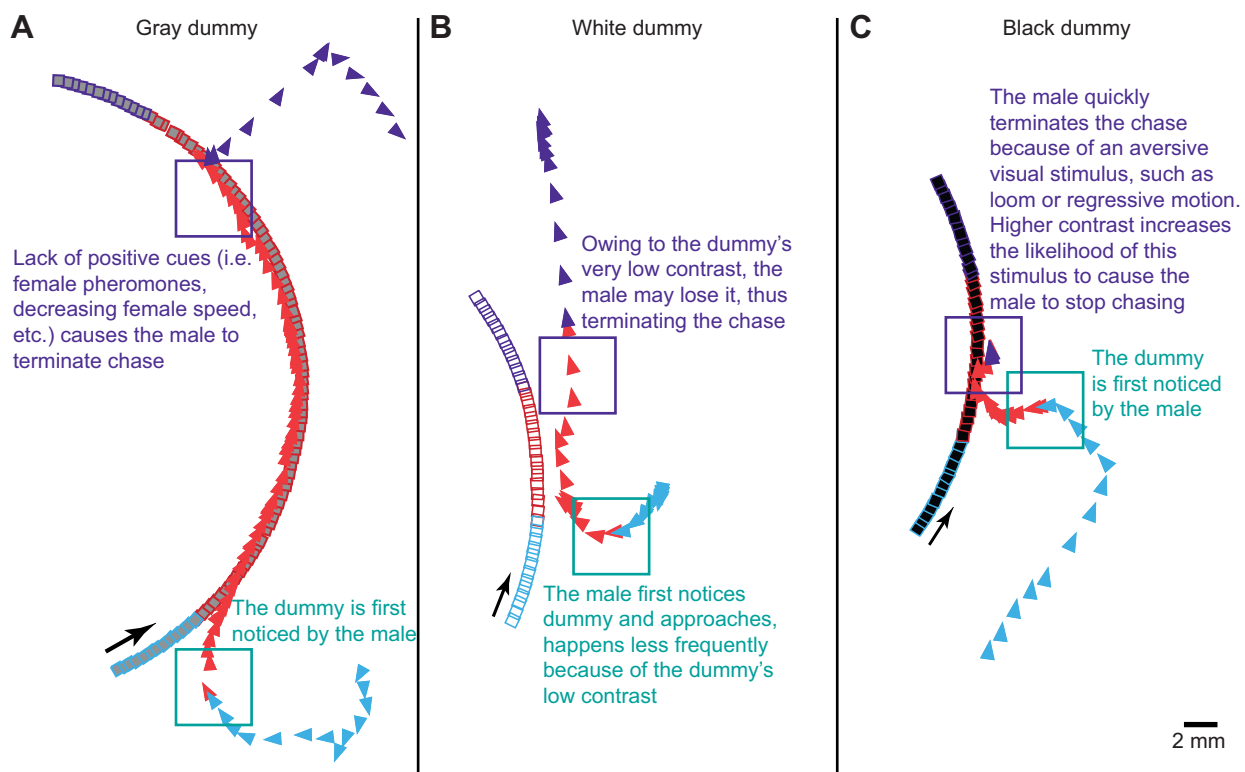 A
Gray dummy
Lack of positive cues (i.e.
female pheromones,
decreasing female speed,
etc.) causes the male to
terminate chase
The dummy is first
noticed by the male
B
White dummy
Owing to the dummy's
very low contrast, the
male may lose it, thus
terminating the chase
The male first notices
dummy and approaches,
happens less frequently
because of the dummy's
low contrast
C
Black dummy
The male quickly
terminates the chase
because of an aversive
visual stimulus, such as
loom or regressive motion.
Higher contrast increases
the likelihood of this
stimulus to cause the
male to stop chasing
The dummy
is first noticed
by the male
2 mm